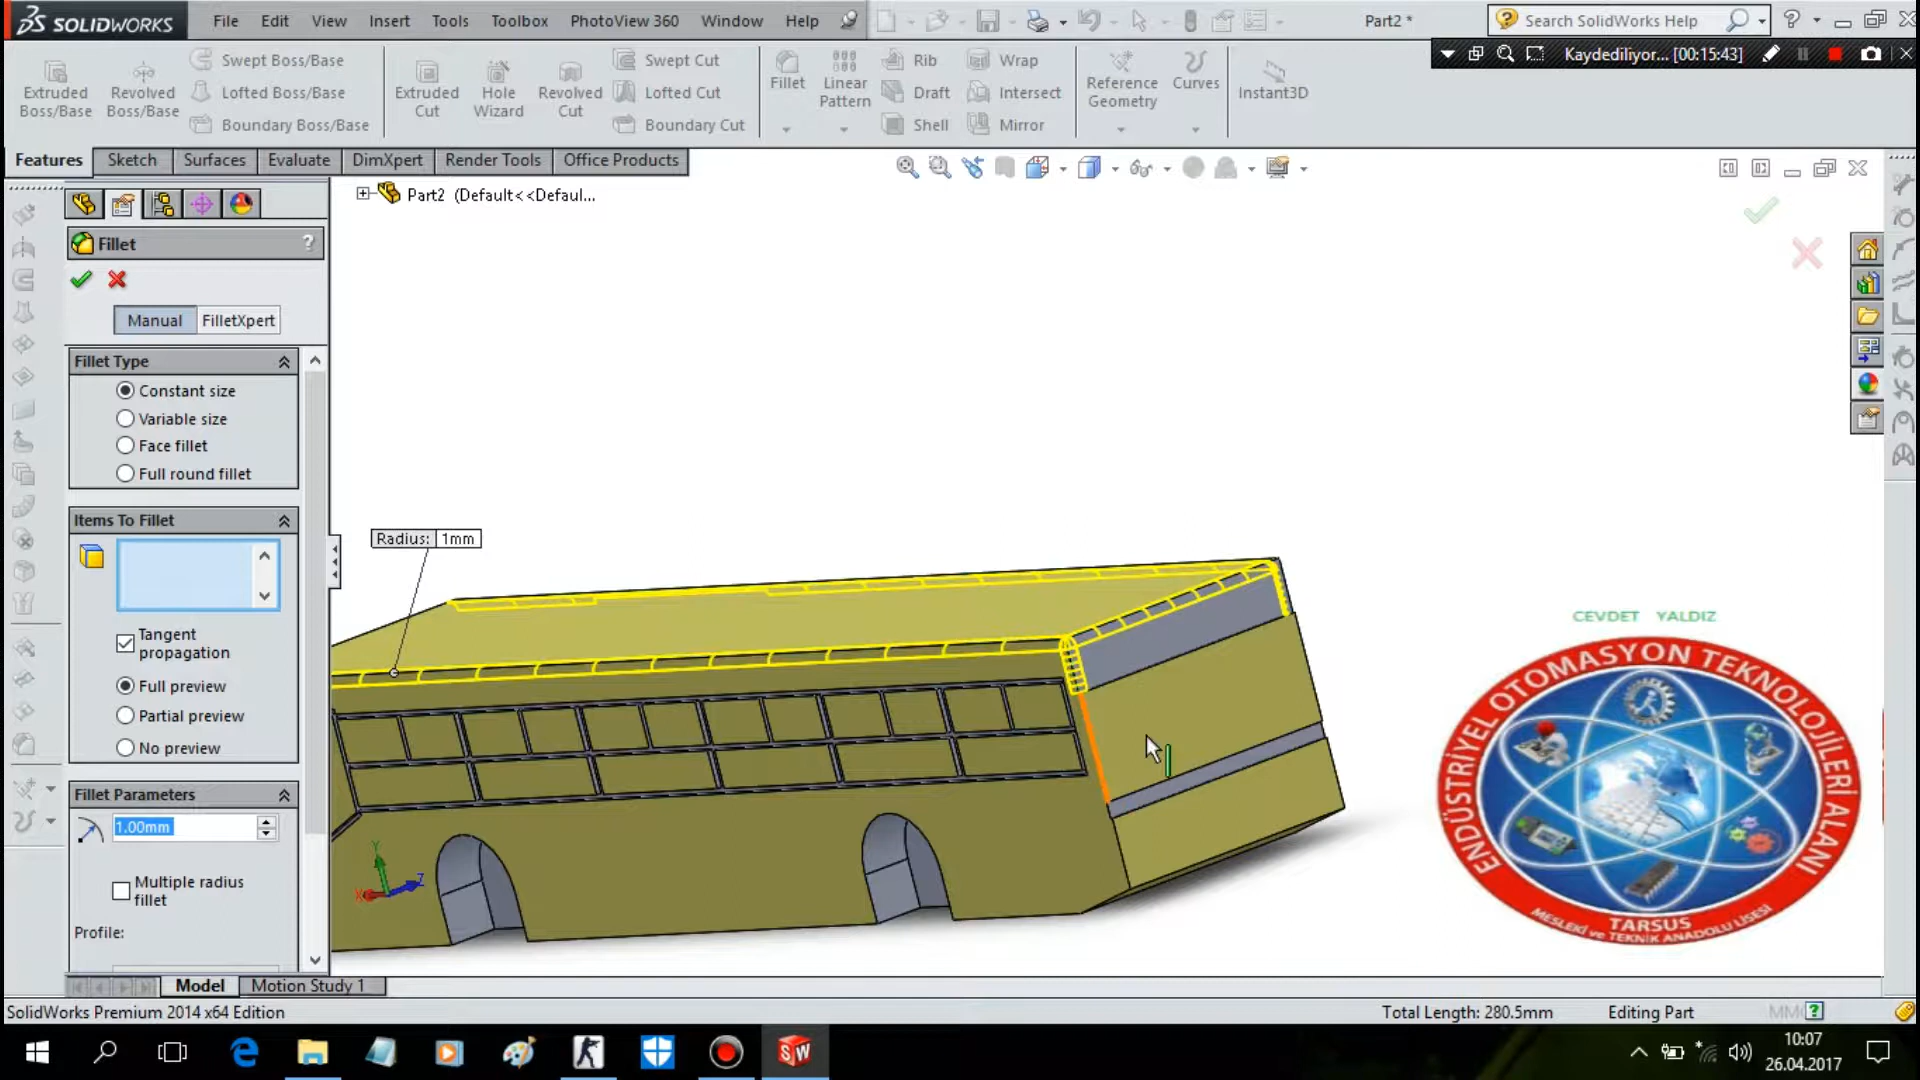 SOLIDWORKS File Edit View Insert Tools Toolbox PhotoView 360 Window Help Part2 * Search SolidWorks Help
Kaydediliyor... [00:15:43]
Extruded Boss/Base
Revolved Boss/Base
Swept Boss/Base
Lofted Boss/Base
Boundary Boss/Base
Extruded Cut
Hole Wizard
Revolved Cut
Swept Cut
Lofted Cut
Boundary Cut
Fillet
Linear Pattern
Rib
Draft
Shell
Wrap
Intersect
Mirror
Reference Geometry
Curves
Instant3D
Features Sketch Surfaces Evaluate DimXpert Render Tools Office Products
Part2 (Default<<Defaul...
Fillet ?
Manual FilletXpert
Fillet Type
Constant size
Variable size
Face fillet
Full round fillet
Items To Fillet
Tangent
propagation
Full preview
Partial preview
No preview
Fillet Parameters
1.00mm
Multiple radius
fillet
Profile:
Radius: 1mm
Y
X
Z
CEVDET YALDIZ
ENDÜSTRİYEL OTOMASYON TEKNOLOJİLERİ ALANI
TARSUS
MESLEKİ ve TEKNİK ANADOLU LİSESİ
Model Motion Study 1
SolidWorks Premium 2014 x64 Edition Total Length: 280.5mm Editing Part
SW
10:07
26.04.2017